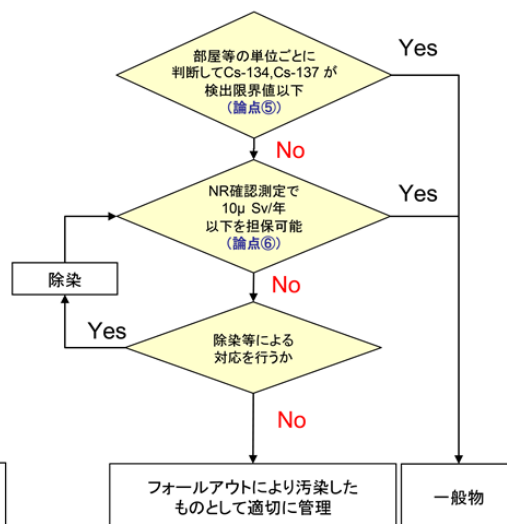 部屋等の単位ごとに
判断してCs-134,Cs-137 が
検出限界値以下
(論点⑤)
Yes
No
NR確認測定で
10μ Sv/年
以下を担保可能
(論点⑥)
Yes
除染
No
Yes
除染等による
対応を行うか
No
フォールアウトにより汚染した
ものとして適切に管理
一般物